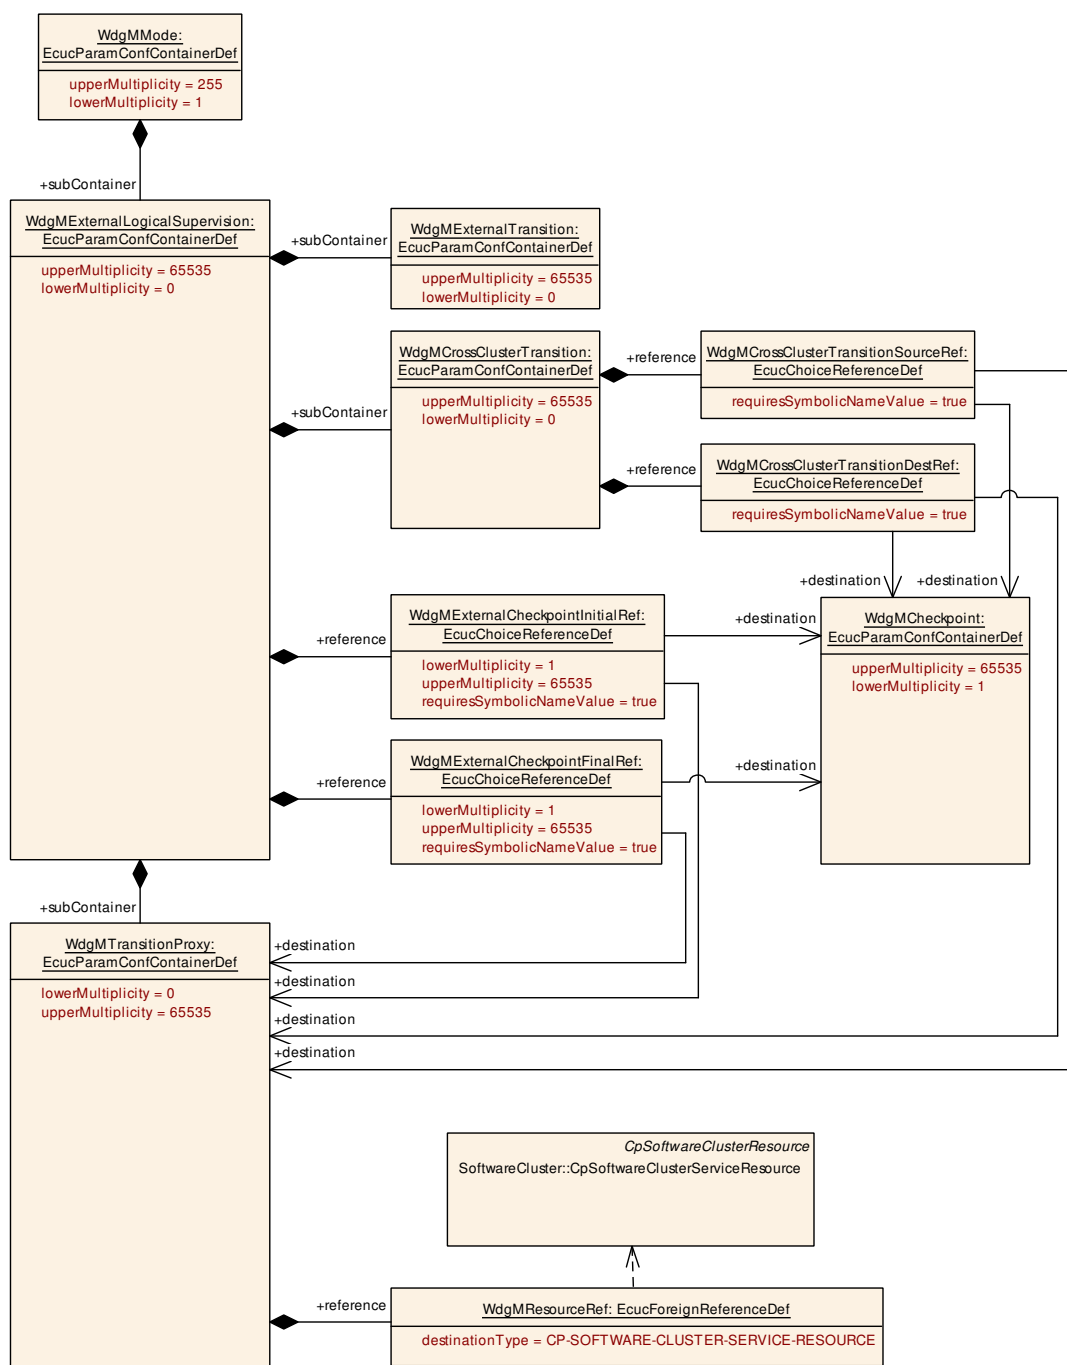 WdgMMode:
EcucParamConfContainerDef
upperMultiplicity = 255
lowerMultiplicity = 1
+subContainer
WdgMExternalLogicalSupervision:
EcucParamConfContainerDef
upperMultiplicity = 65535
lowerMultiplicity = 0
+subContainer
WdgMExternalTransition:
EcucParamConfContainerDef
upperMultiplicity = 65535
lowerMultiplicity = 0
+subContainer
WdgMCrossClusterTransition:
EcucParamConfContainerDef
upperMultiplicity = 65535
lowerMultiplicity = 0
+reference
WdgMCrossClusterTransitionSourceRef:
EcucChoiceReferenceDef
requiresSymbolicNameValue = true
+reference
WdgMCrossClusterTransitionDestRef:
EcucChoiceReferenceDef
requiresSymbolicNameValue = true
+destination
+destination
+reference
WdgMExternalCheckpointInitialRef:
EcucChoiceReferenceDef
lowerMultiplicity = 1
upperMultiplicity = 65535
requiresSymbolicNameValue = true
+destination
WdgMCheckpoint:
EcucParamConfContainerDef
upperMultiplicity = 65535
lowerMultiplicity = 1
+reference
WdgMExternalCheckpointFinalRef:
EcucChoiceReferenceDef
lowerMultiplicity = 1
upperMultiplicity = 65535
requiresSymbolicNameValue = true
+destination
+subContainer
WdgMTransitionProxy:
EcucParamConfContainerDef
lowerMultiplicity = 0
upperMultiplicity = 65535
+destination
+destination
+destination
+destination
CpSoftwareClusterResource
SoftwareCluster::CpSoftwareClusterServiceResource
+reference
WdgMResourceRef: EcucForeignReferenceDef
destinationType = CP-SOFTWARE-CLUSTER-SERVICE-RESOURCE